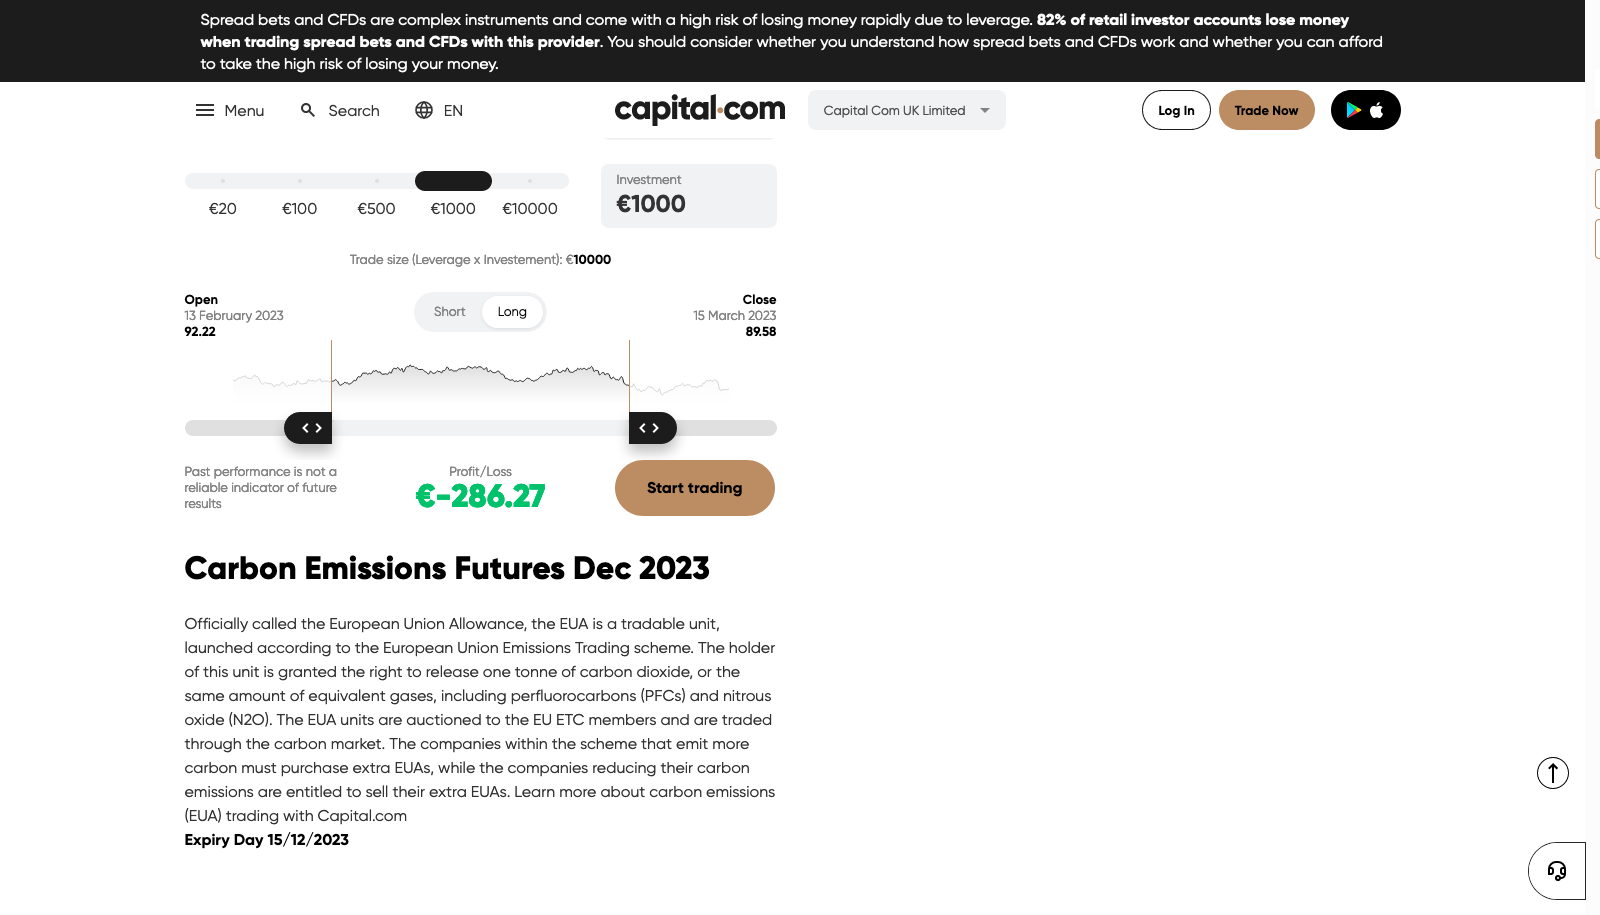 Spread bets and CFDs are complex instruments and come with a high risk of losing money rapidly due to leverage. 82% of retail investor accounts lose money
when trading spread bets and CFDs with this provider. You should consider whether you understand how spread bets and CFDs work and whether you can afford
to take the high risk of losing your money.
Menu
Search
EN
capital.com
Capital Com UK Limited
Log In
Trade Now
€20
€100
€500
€1000
€10000
Investment
€1000
Trade size (Leverage x Investement): €10000
Open
13 February 2023
92.22
Short
Long
Close
15 March 2023
89.58
Past performance is not a
reliable indicator of future
results
Profit/Loss
€-286.27
Start trading
Carbon Emissions Futures Dec 2023
Officially called the European Union Allowance, the EUA is a tradable unit,
launched according to the European Union Emissions Trading scheme. The holder
of this unit is granted the right to release one tonne of carbon dioxide, or the
same amount of equivalent gases, including perfluorocarbons (PFCs) and nitrous
oxide (N2O). The EUA units are auctioned to the EU ETC members and are traded
through the carbon market. The companies within the scheme that emit more
carbon must purchase extra EUAs, while the companies reducing their carbon
emissions are entitled to sell their extra EUAs. Learn more about carbon emissions
(EUA) trading with Capital.com
Expiry Day 15/12/2023